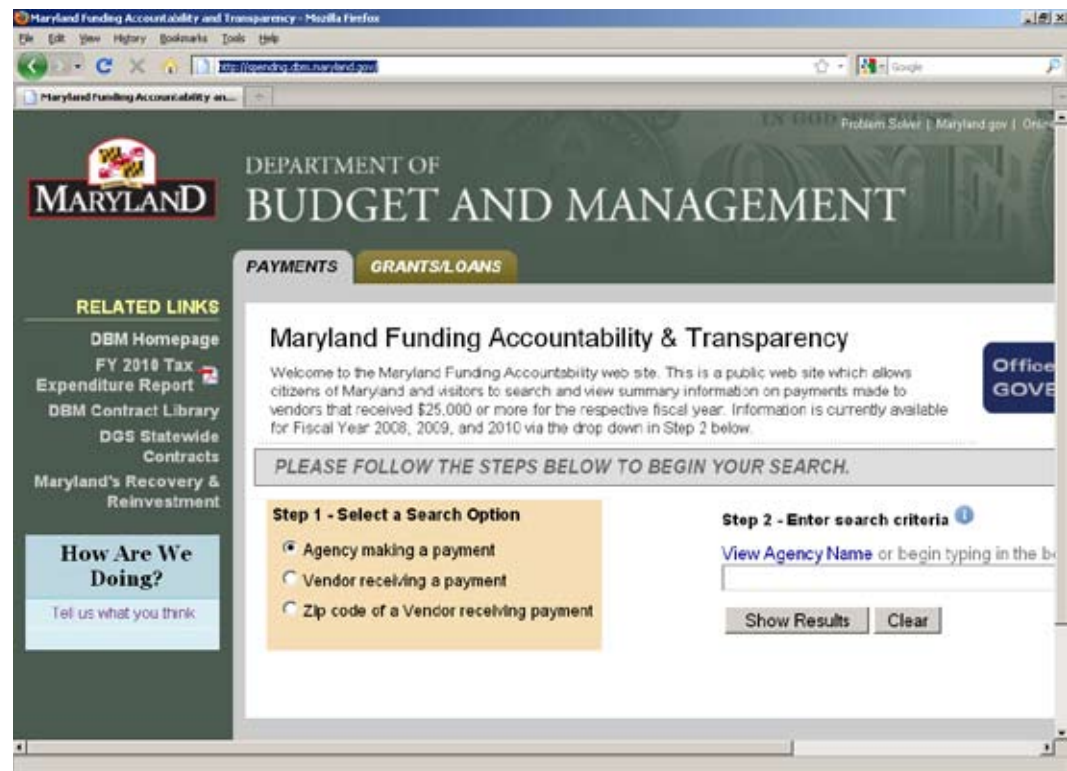 Maryland Funding Accountability and Transparency - Mozilla Firefox
File Edit View History Bookmarks Tools Help
http://spending.dbm.maryland.gov/
Google
Maryland Funding Accountability an...
Problem Solver | Maryland.gov | Online
MARYLAND
DEPARTMENT OF
BUDGET AND MANAGEMENT
PAYMENTS GRANTS/LOANS
RELATED LINKS
DBM Homepage
FY 2010 Tax
Expenditure Report
DBM Contract Library
DGS Statewide
Contracts
Maryland's Recovery &
Reinvestment
How Are We
Doing?
Tell us what you think
Maryland Funding Accountability & Transparency
Welcome to the Maryland Funding Accountability web site. This is a public web site which allows
citizens of Maryland and visitors to search and view summary information on payments made to
vendors that received $25,000 or more for the respective fiscal year. Information is currently available
for Fiscal Year 2008, 2009, and 2010 via the drop down in Step 2 below.
Office
GOVE
PLEASE FOLLOW THE STEPS BELOW TO BEGIN YOUR SEARCH.
Step 1 - Select a Search Option
Agency making a payment
Vendor receiving a payment
Zip code of a Vendor receiving payment
Step 2 - Enter search criteria
View Agency Name or begin typing in the
Show Results Clear